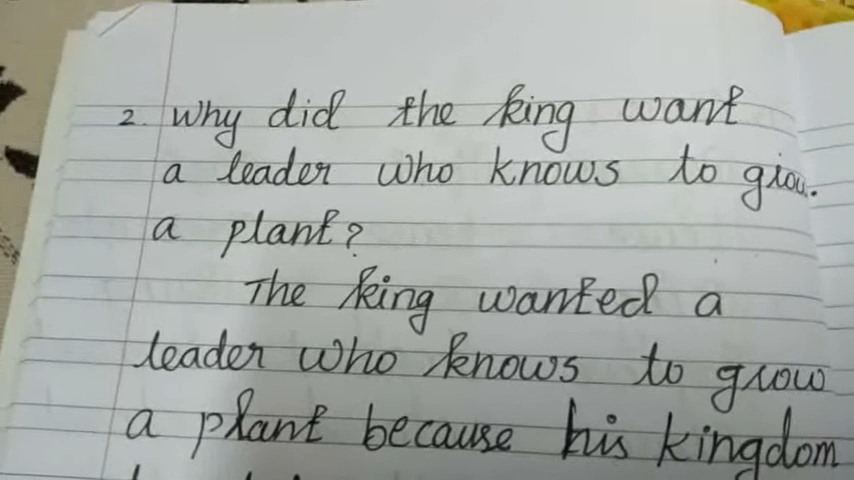 2. Why did the king want
a leader who knows to grow
a plant?
The king wanted a
leader who knows to grow
a plant because his kingdom